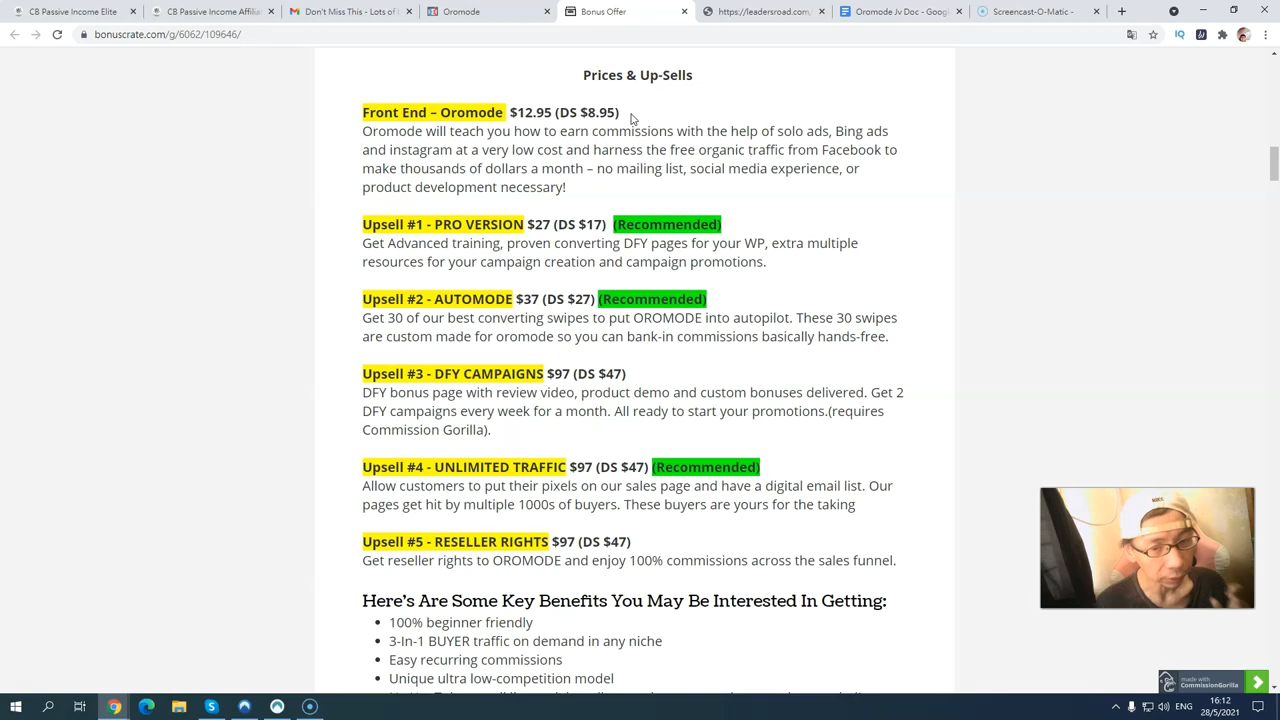 CB Passive Income Elite
CB Passive Income Affilia
Don't Miss This - Lots of I
Oromode
Bonus Offer
https://leadersroad.com/
Oromode Jv Doc - Googl
Screencast-O-Matic -
bonuscrate.com/g/6062/109646/
Prices & Up-Sells
Front End – Oromode $12.95 (DS $8.95)
Oromode will teach you how to earn commissions with the help of solo ads, Bing ads
and instagram at a very low cost and harness the free organic traffic from Facebook to
make thousands of dollars a month – no mailing list, social media experience, or
product development necessary!
Upsell #1 - PRO VERSION $27 (DS $17) (Recommended)
Get Advanced training, proven converting DFY pages for your WP, extra multiple
resources for your campaign creation and campaign promotions.
Upsell #2 - AUTOMODE $37 (DS $27) (Recommended)
Get 30 of our best converting swipes to put OROMODE into autopilot. These 30 swipes
are custom made for oromode so you can bank-in commissions basically hands-free.
Upsell #3 - DFY CAMPAIGNS $97 (DS $47)
DFY bonus page with review video, product demo and custom bonuses delivered. Get 2
DFY campaigns every week for a month. All ready to start your promotions.(requires
Commission Gorilla).
Upsell #4 - UNLIMITED TRAFFIC $97 (DS $47) (Recommended)
Allow customers to put their pixels on our sales page and have a digital email list. Our
pages get hit by multiple 1000s of buyers. These buyers are yours for the taking
Upsell #5 - RESELLER RIGHTS $97 (DS $47)
Get reseller rights to OROMODE and enjoy 100% commissions across the sales funnel.
Here's Are Some Key Benefits You May Be Interested In Getting:
100% beginner friendly
3-In-1 BUYER traffic on demand in any niche
Easy recurring commissions
Unique ultra low-competition model
made with
COMMISSIONGORILLA
ENG
16:12
28/5/2021